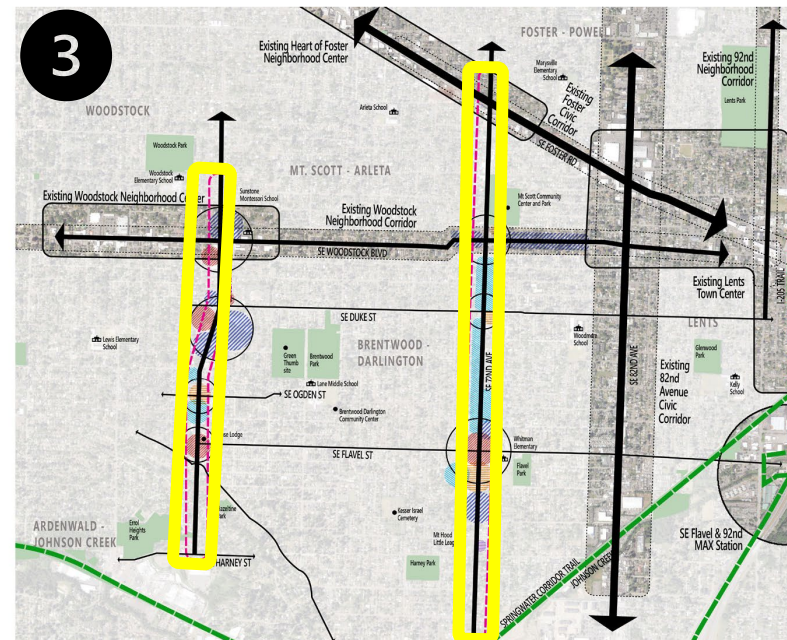 3
FOSTER - POWEL
Existing Heart of Foster
Neighborhood Center
Marysville
Elementary
School
Existing
Foster
Civic
Corridor
Existing 92nd
Neighborhood
Corridor
Lents Park
WOODSTOCK
Arleta School
SE FOSTER RD
Woodstock Park
Woodstock
Elementary School
MT. SCOTT - ARLETA
Sunstone
Montessori School
Mt Scott Community
Center and Park
Existing Woodstock Neighborhood Center
Existing Woodstock
Neighborhood
Corridor
SE WOODSTOCK BLVD
Existing Lents
Town Center
I-205 TRAIL
SE DUKE ST
LENTS
Lewis Elementary
School
Green
Thumb
site
Brentwood
Park
BRENTWOOD -
DARLINGTON
Woodmere
School
Glenwood
Park
SE 72ND AVE
SE 82ND AVE
Existing
82nd
Avenue
Civic
Corridor
Kelly
School
Lane Middle School
SE OGDEN ST
Brentwood Darlington
Community Center
se Lodge
SE FLAVEL ST
Whitman
Elementary
Flavel
Park
Kesser Israel
Cemetery
ARDENWALD -
JOHNSON CREEK
Errol
Heights
Park
Hazeltine
Park
Mt Hood
Little Leag
HARNEY ST
Harney Park
SE Flavel & 92nd
MAX Station
SPRINGWATER CORRIDOR TRAIL
JOHNSON CREEK